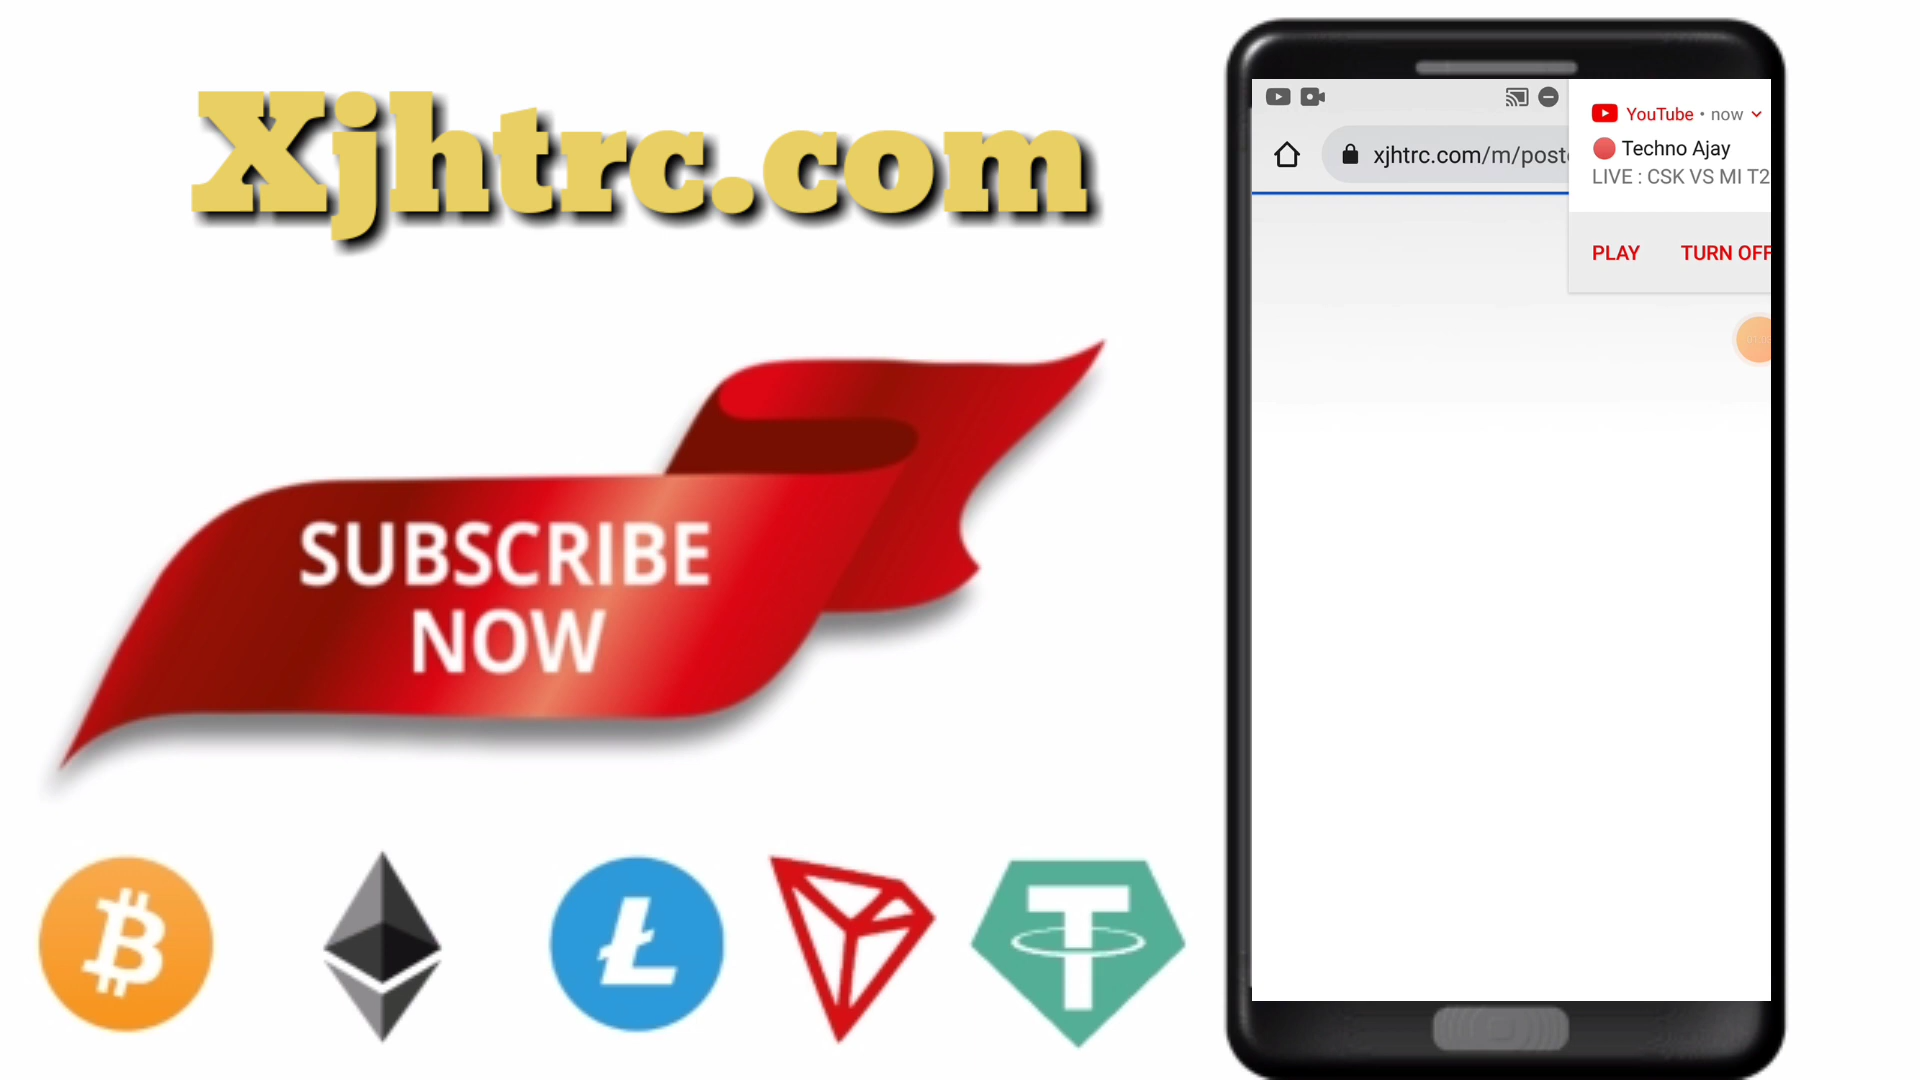 Xjhtrc.com
SUBSCRIBE
NOW
xjhtrc.com/m/post
YouTube • now
Techno Ajay
LIVE : CSK VS MI T2
PLAY TURN OFF